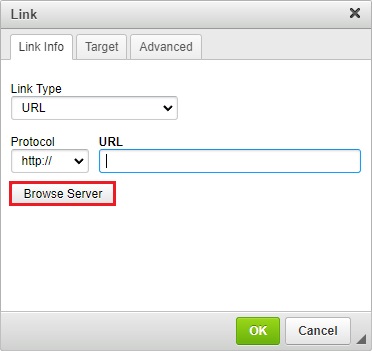 Link
Link Info Target Advanced
Link Type
URL
Protocol URL
http://
Browse Server
OK Cancel